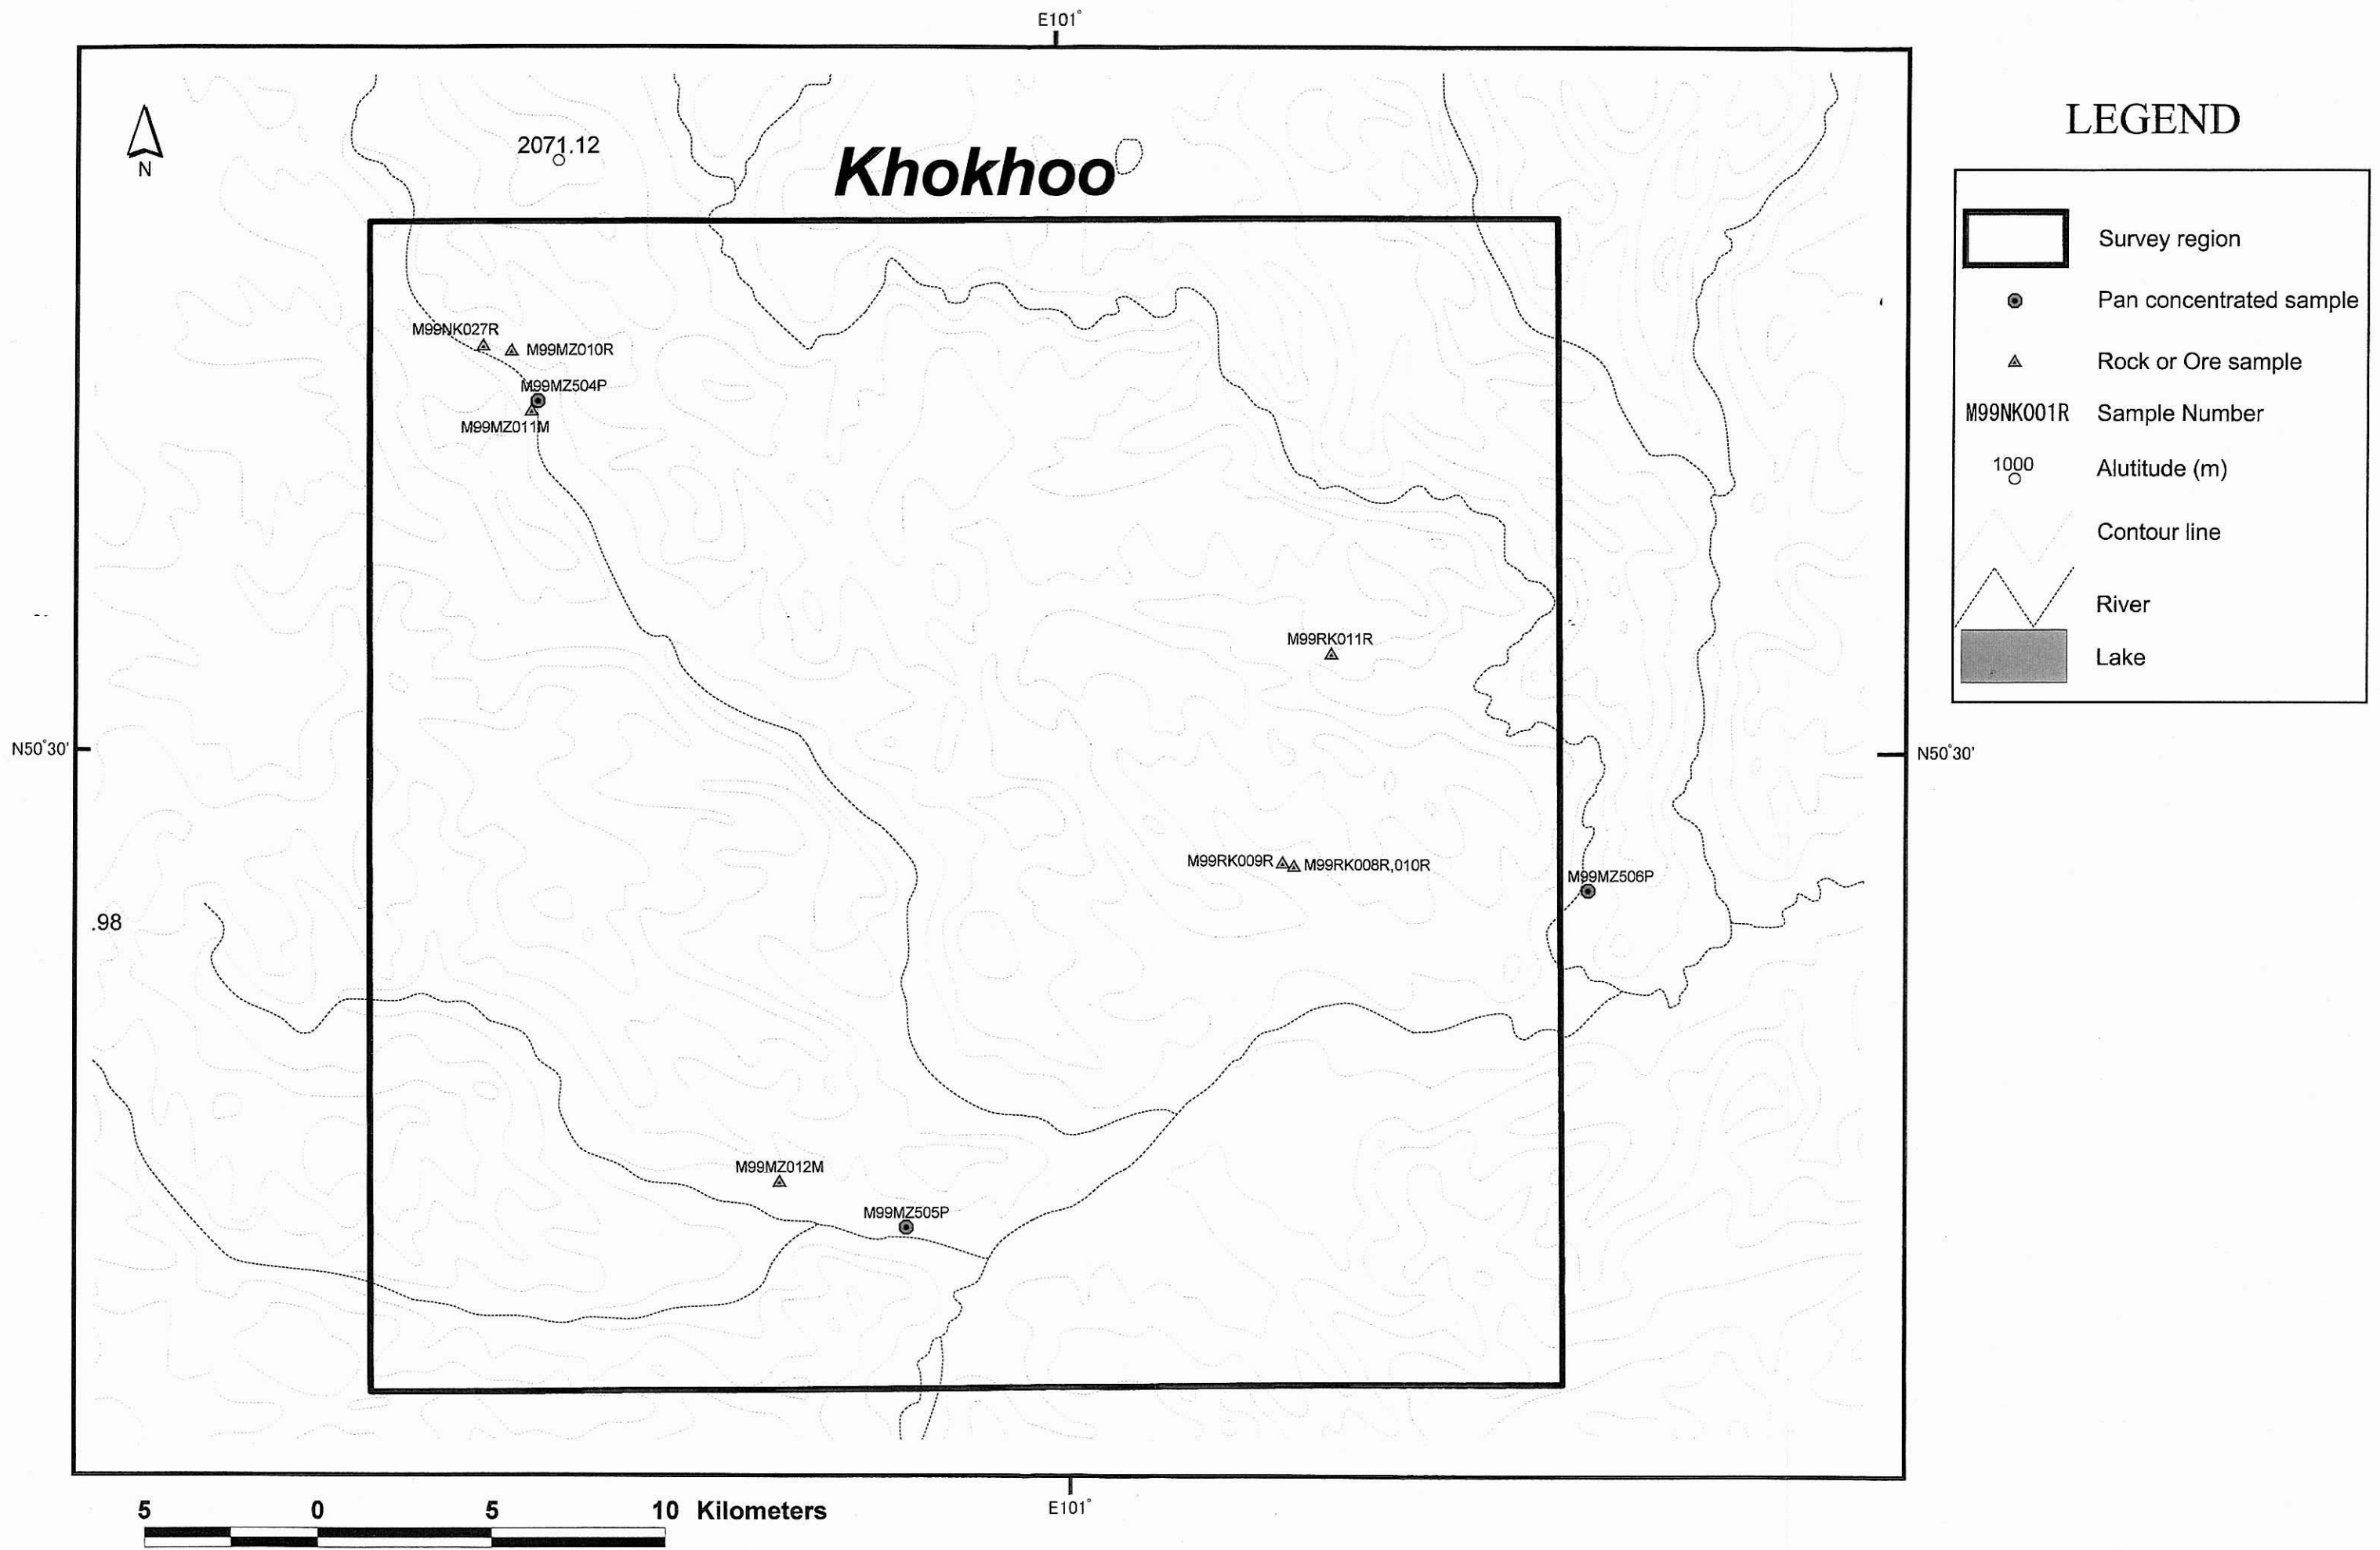 E101°
LEGEND
N
2071.12
Khokhoo
Survey region
Pan concentrated sample
M99NK027R
M99MZ010R
Rock or Ore sample
M99MZ504P
M99NK001R Sample Number
M99MZ011M
1000
Alutitude (m)
Contour line
River
M99RK011R
Lake
N50°30'
N50°30'
M99RK009R
M99RK008R,010R
M99MZ506P
.98
M99MZ012M
M99MZ505P
5 0 5 10 Kilometers
E101°